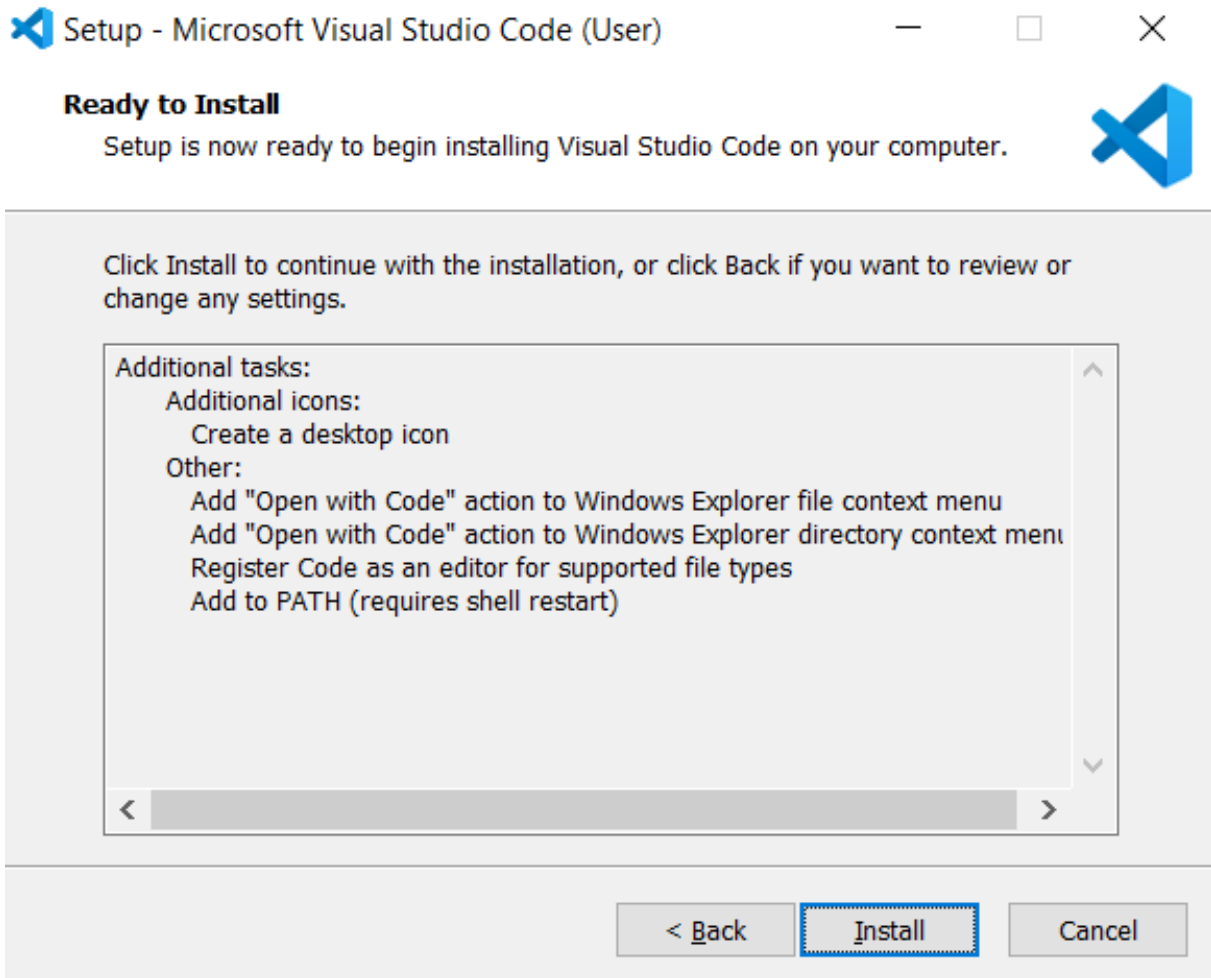 Setup - Microsoft Visual Studio Code (User)
Ready to Install
Setup is now ready to begin installing Visual Studio Code on your computer.
Click Install to continue with the installation, or click Back if you want to review or
change any settings.
Additional tasks:
Additional icons:
Create a desktop icon
Other:
Add "Open with Code" action to Windows Explorer file context menu
Add "Open with Code" action to Windows Explorer directory context menu
Register Code as an editor for supported file types
Add to PATH (requires shell restart)
< Back
Install
Cancel